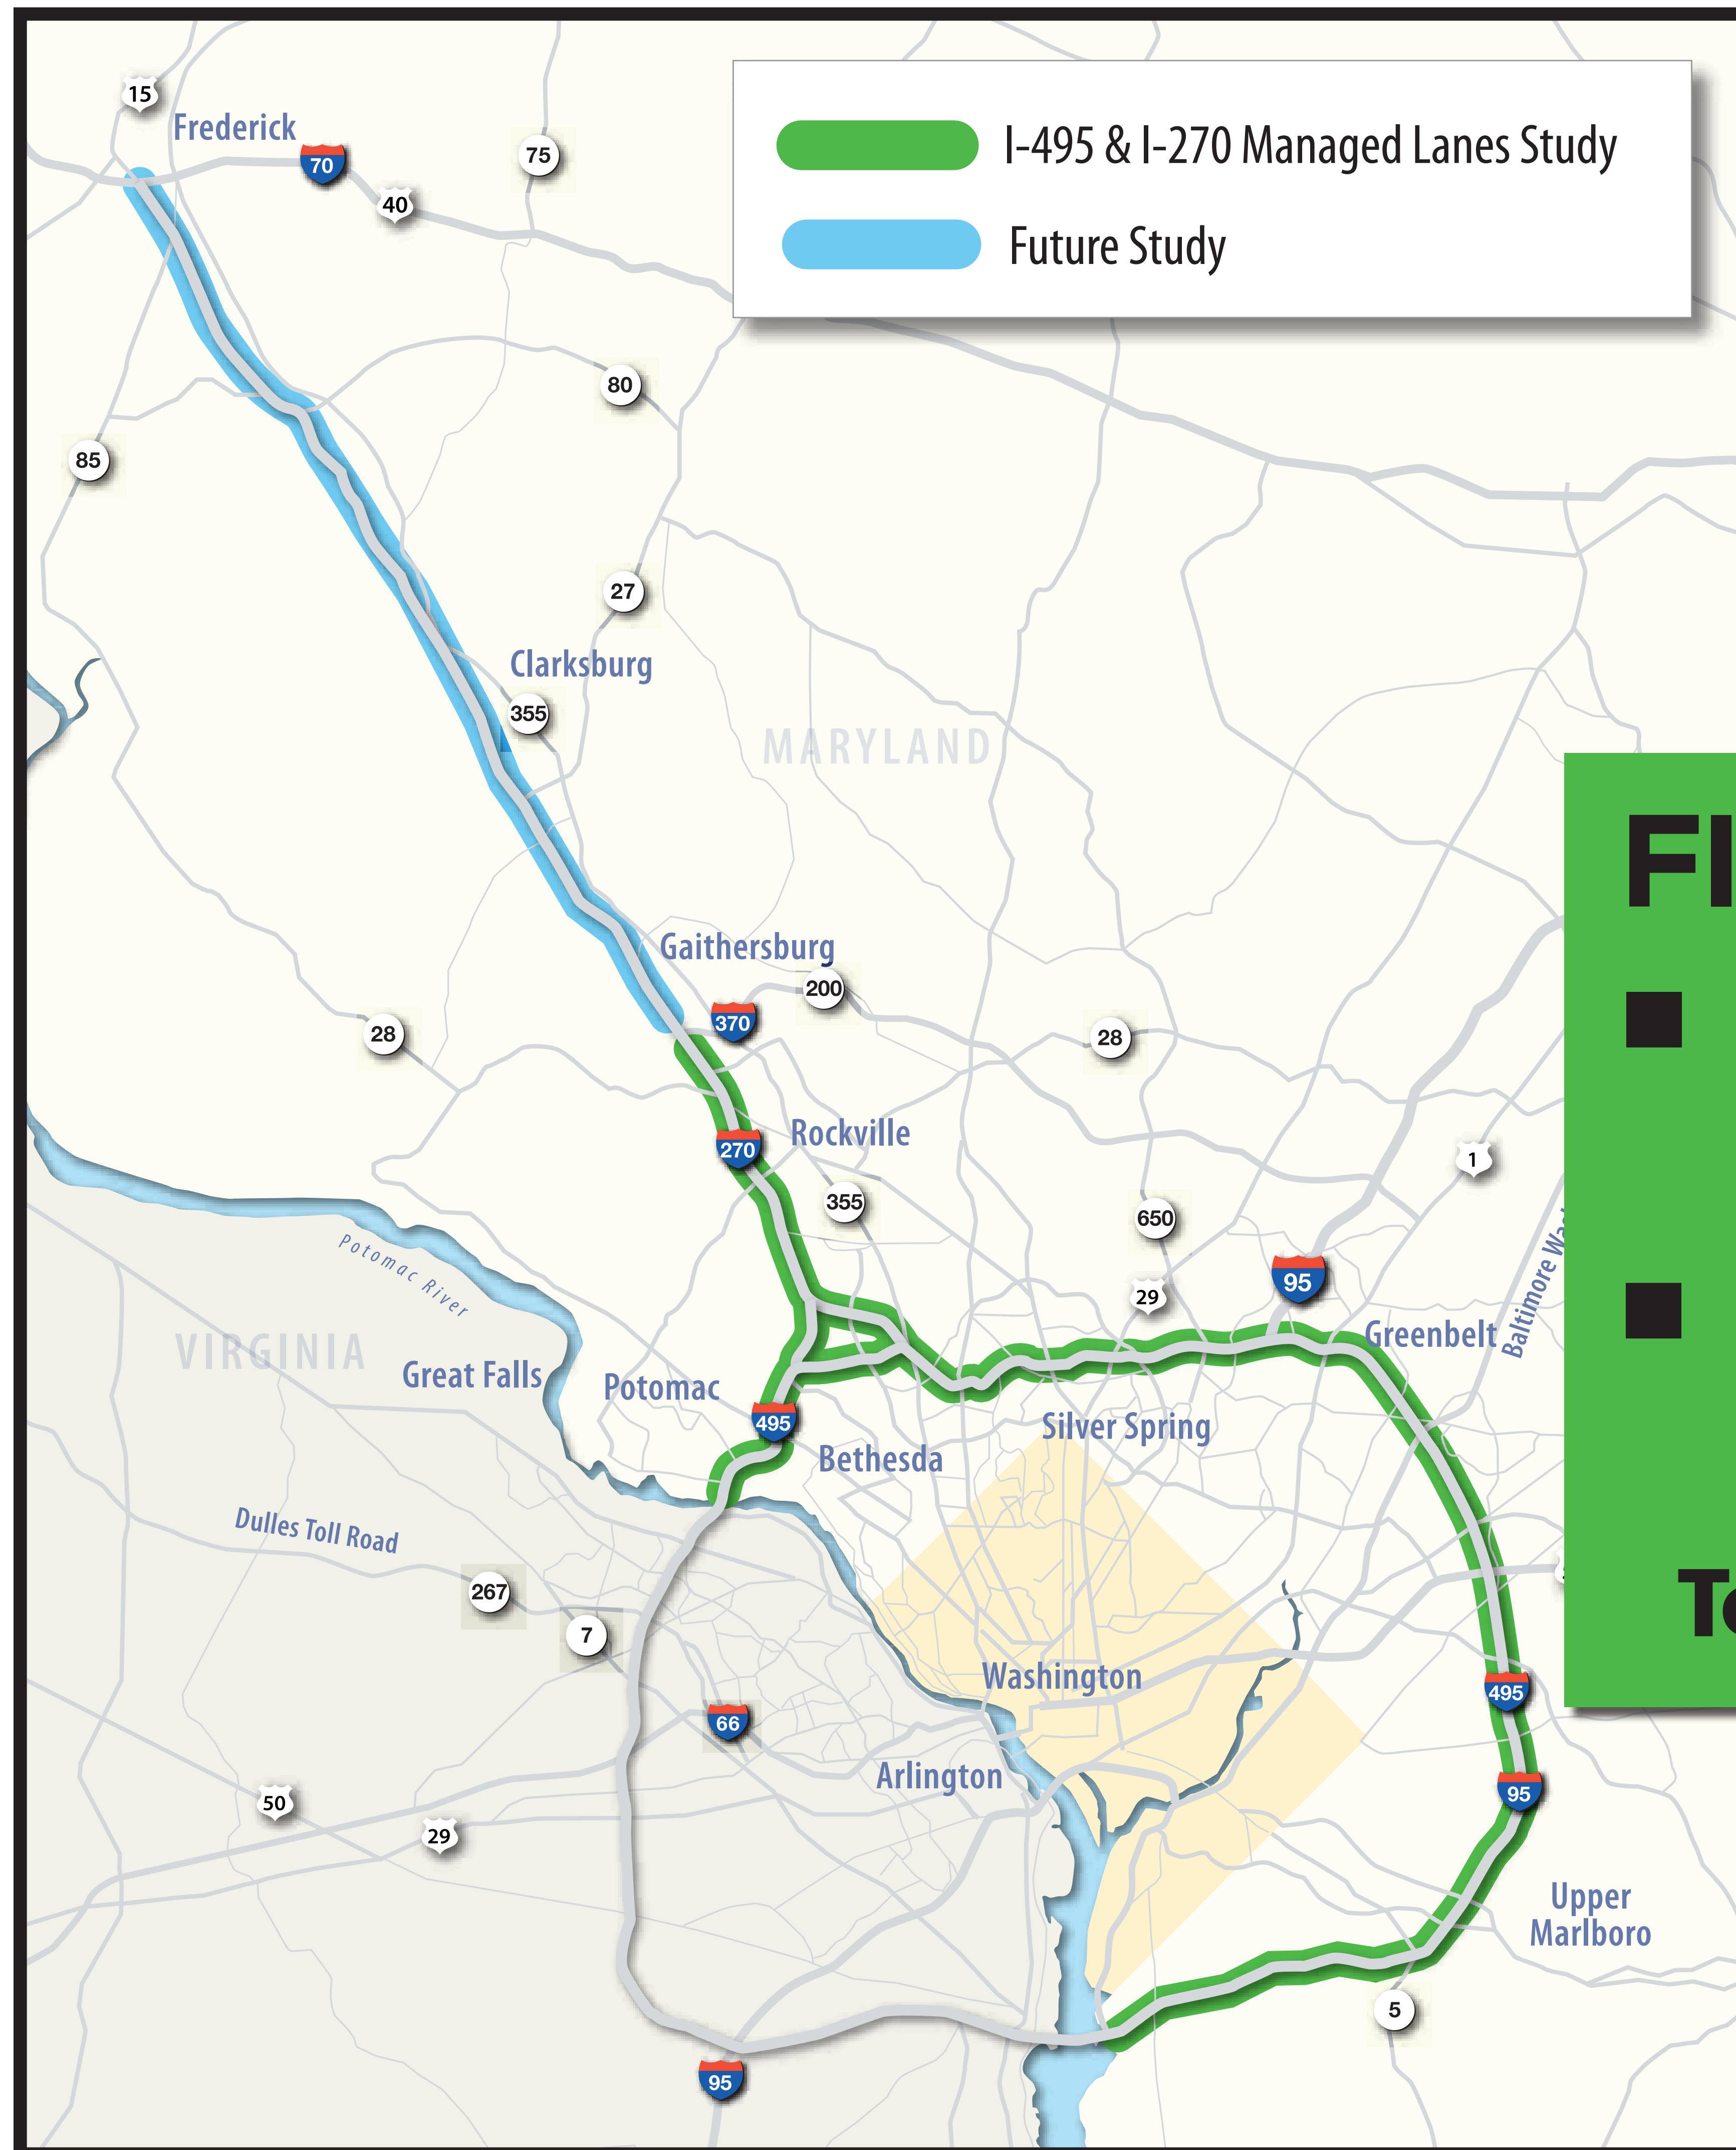 I-495 & I-270 Managed Lanes Study
Future Study
15
Frederick
70
75
40
80
85
27
Clarksburg
355
MARYLAND
Gaithersburg
200
370
28
28
Rockville
270
1
355
650
Potomac River
95
29
Greenbelt
VIRGINIA
Great Falls
Potomac
495
Silver Spring
Bethesda
Dulles Toll Road
267
7
Washington
495
66
Arlington
95
50
29
Upper
Marlboro
5
95
Baltimore